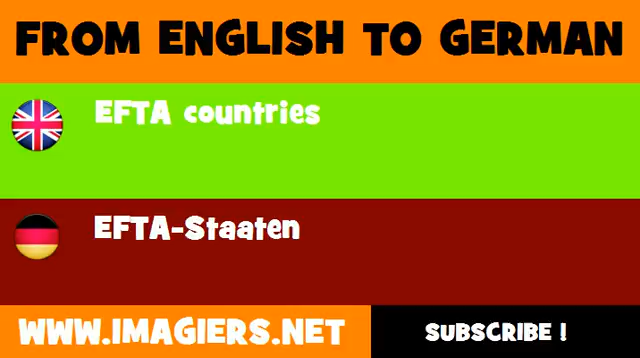 FROM ENGLISH TO GERMAN
EFTA countries
EFTA-Staaten
WWW.IMAGIERS.NET
SUBSCRIBE !